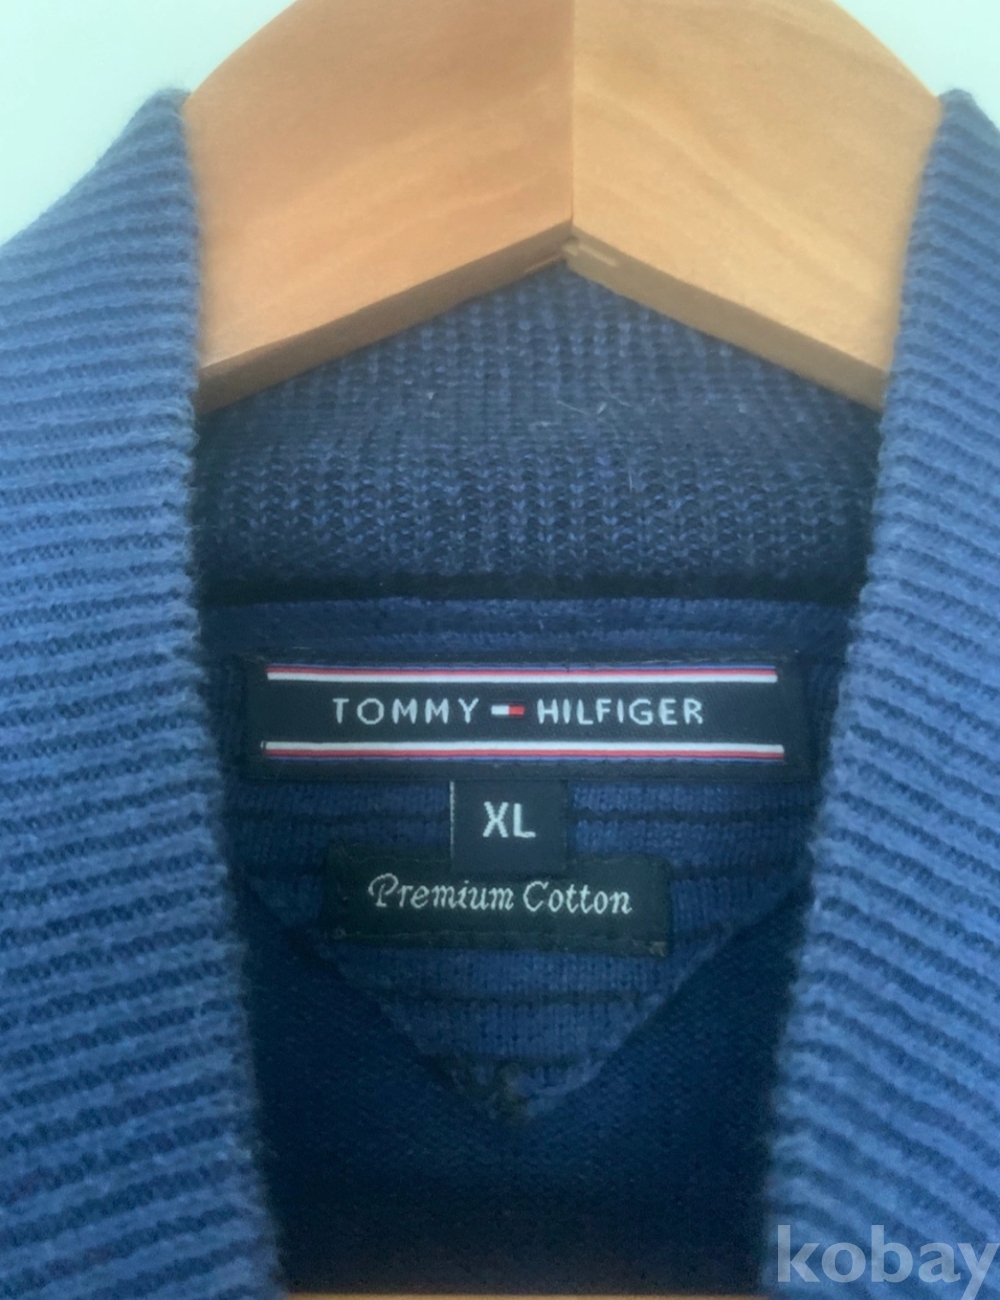 TOMMY HILFIGER
XL
Premium Cotton
kobay